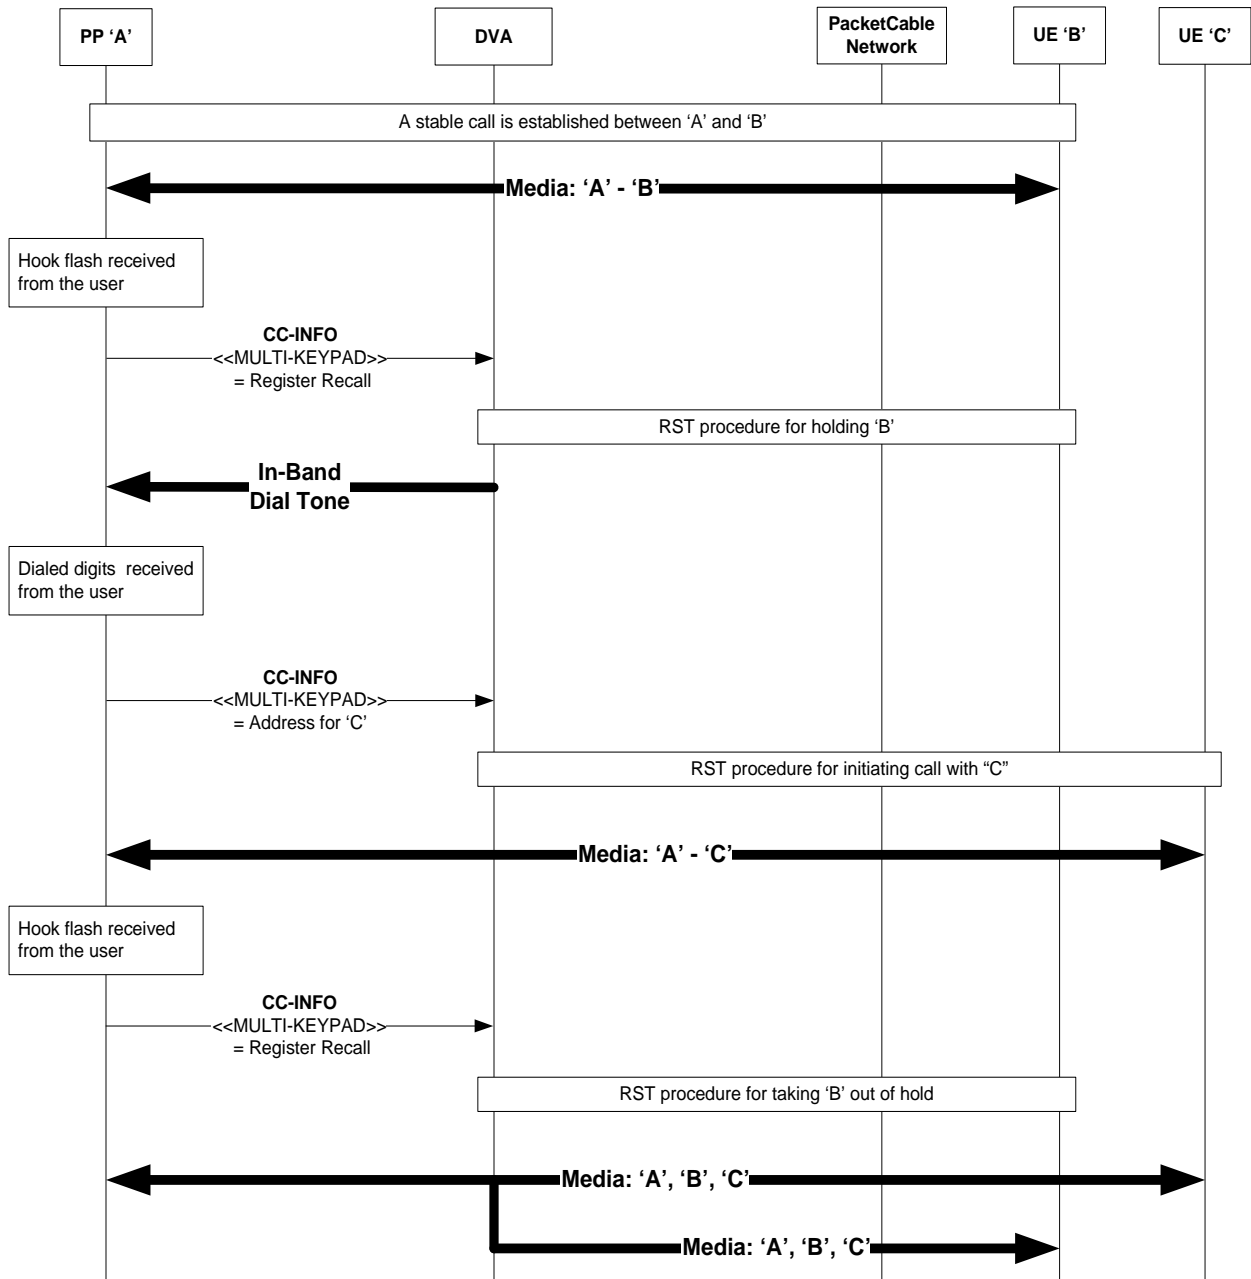 PP ‘A’
DVA
PacketCable
Network
UE ‘B’
UE ‘C’
A stable call is established between ‘A’ and ‘B’
Media: ‘A’ - ‘B’
Hook flash received
from the user
CC-INFO
<<MULTI-KEYPAD>>
= Register Recall
RST procedure for holding ‘B’
In-Band
Dial Tone
Dialed digits received
from the user
CC-INFO
<<MULTI-KEYPAD>>
= Address for ‘C’
RST procedure for initiating call with “C”
Media: ‘A’ - ‘C’
Hook flash received
from the user
CC-INFO
<<MULTI-KEYPAD>>
= Register Recall
RST procedure for taking ‘B’ out of hold
Media: ‘A’, ‘B’, ‘C’
Media: ‘A’, ‘B’, ‘C’